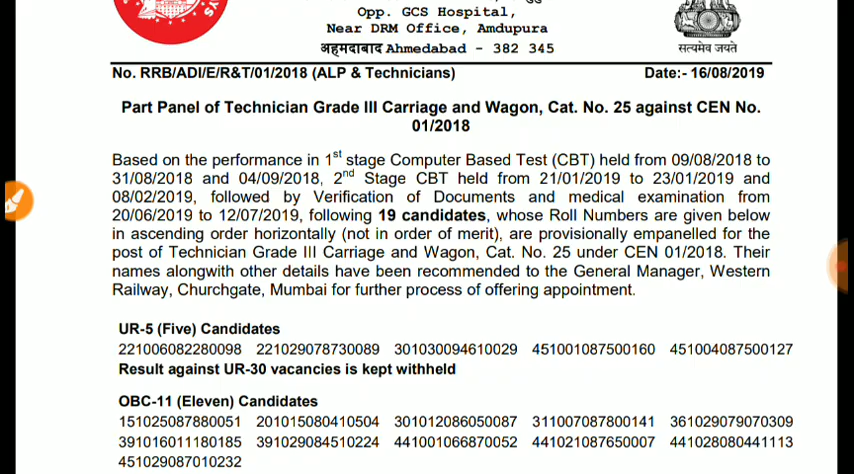 Opp. GCS Hospital,
Near DRM Office, Amdupura
अहमदाबाद Ahmedabad - 382 345
सत्यमेव जयते
No. RRB/ADI/E/R&T/01/2018 (ALP & Technicians) Date:- 16/08/2019
Part Panel of Technician Grade III Carriage and Wagon, Cat. No. 25 against CEN No.
01/2018
Based on the performance in 1st stage Computer Based Test (CBT) held from 09/08/2018 to
31/08/2018 and 04/09/2018, 2nd Stage CBT held from 21/01/2019 to 23/01/2019 and
08/02/2019, followed by Verification of Documents and medical examination from
20/06/2019 to 12/07/2019, following 19 candidates, whose Roll Numbers are given below
in ascending order horizontally (not in order of merit), are provisionally empanelled for the
post of Technician Grade III Carriage and Wagon, Cat. No. 25 under CEN 01/2018. Their
names alongwith other details have been recommended to the General Manager, Western
Railway, Churchgate, Mumbai for further process of offering appointment.
UR-5 (Five) Candidates
221006082280098 221029078730089 301030094610029 451001087500160 451004087500127
Result against UR-30 vacancies is kept withheld
OBC-11 (Eleven) Candidates
151025087880051 201015080410504 301012086050087 311007087800141 361029079070309
391016011180185 391029084510224 441001066870052 441021087650007 441028080441113
451029087010232